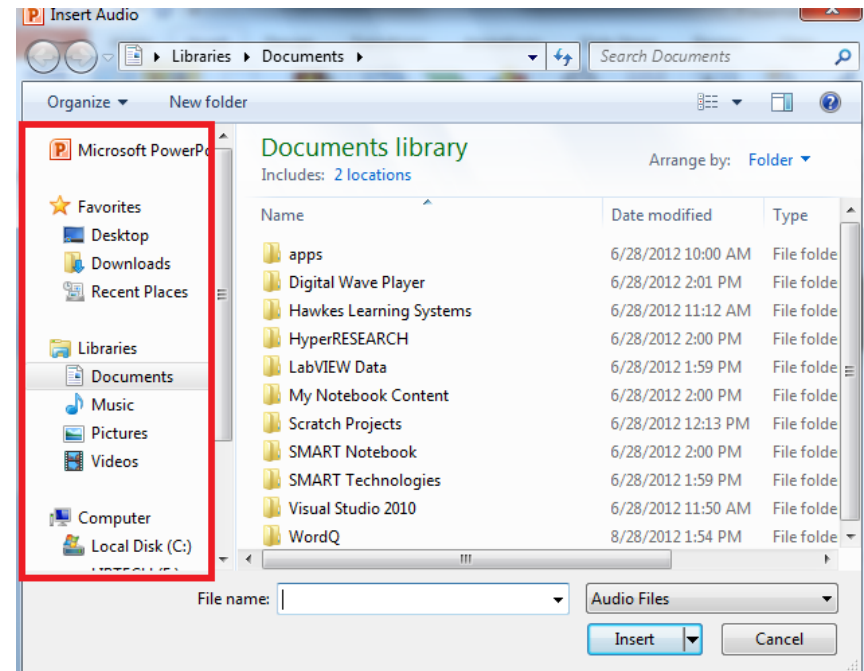 Insert Audio
Libraries Documents
Search Documents
Organize New folder
Microsoft PowerPo
Favorites
Desktop
Downloads
Recent Places
Libraries
Documents
Music
Pictures
Videos
Computer
Local Disk (C:)
Documents library
Includes: 2 locations
Arrange by: Folder
Name Date modified Type
apps 6/28/2012 10:00 AM File folde
Digital Wave Player 6/28/2012 2:01 PM File folde
Hawkes Learning Systems 6/28/2012 11:12 AM File folde
HyperRESEARCH 6/28/2012 2:00 PM File folde
LabVIEW Data 6/28/2012 1:59 PM File folde
My Notebook Content 6/28/2012 2:00 PM File folde
Scratch Projects 6/28/2012 12:13 PM File folde
SMART Notebook 6/28/2012 2:00 PM File folde
SMART Technologies 6/28/2012 1:59 PM File folde
Visual Studio 2010 6/28/2012 11:50 AM File folde
WordQ 8/28/2012 1:54 PM File folde
File name: Audio Files
Insert Cancel